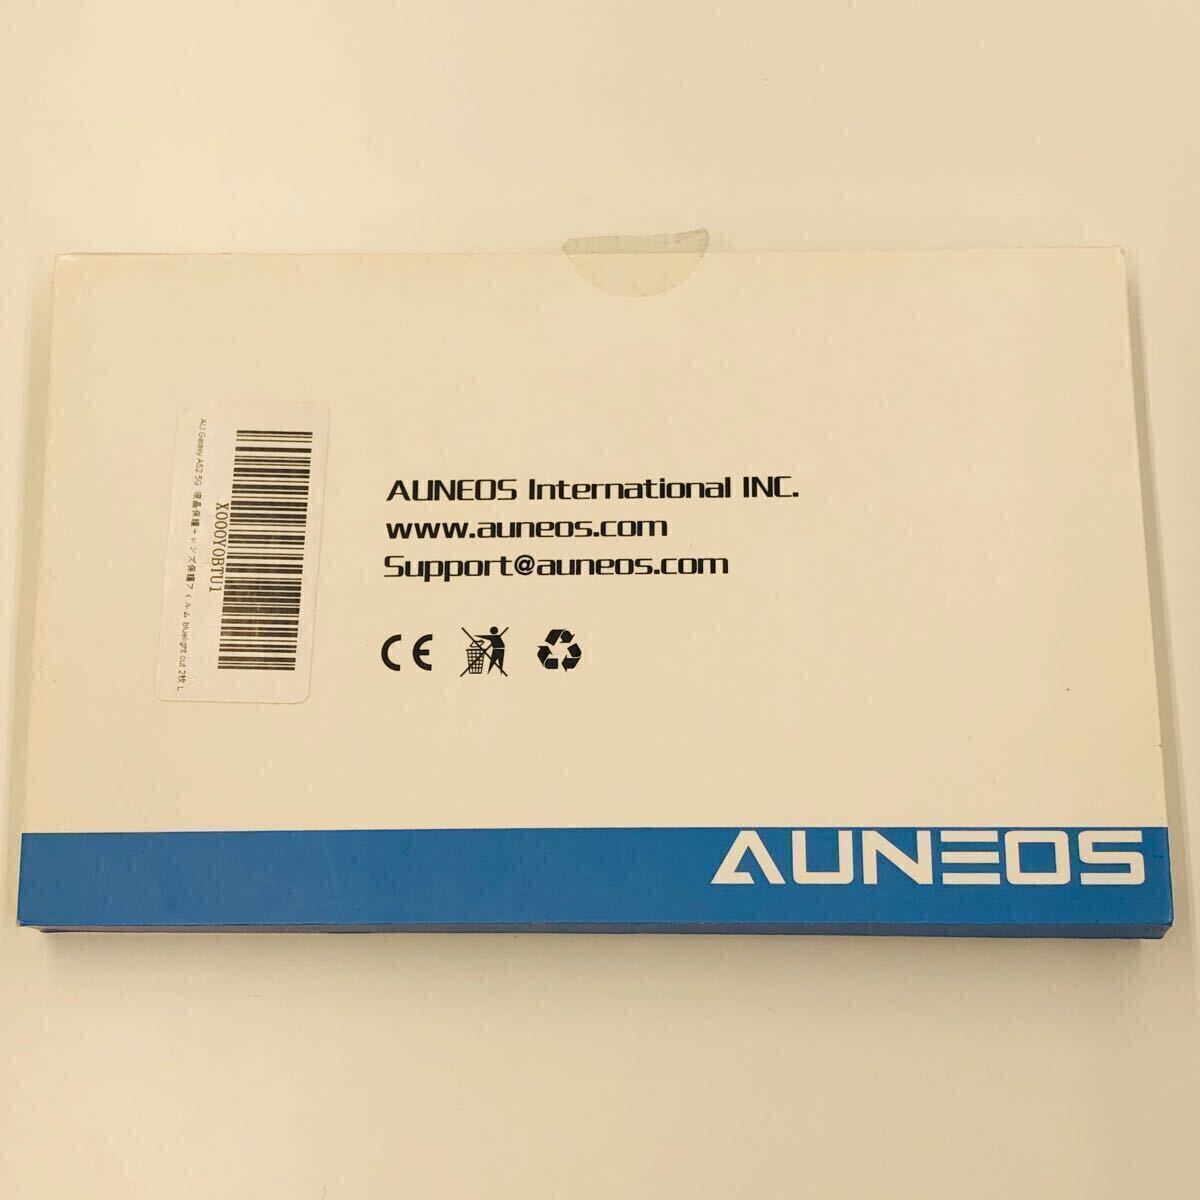 AUNEOS International INC.
www.auneos.com
Support@auneos.com
CE
X000Y0BTU1
AU Galaxy A52 5G 液晶保護+レンズ保護フィルム bluelight cut 2枚 L
AUNEOS